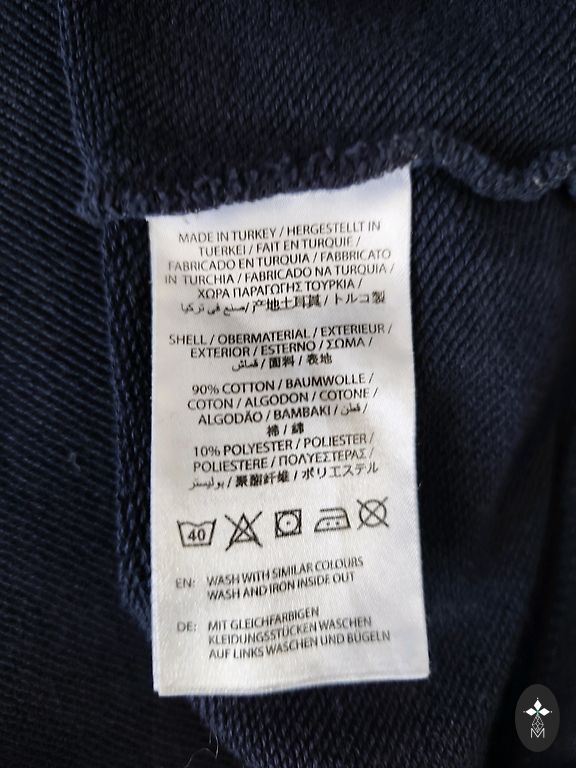 MADE IN TURKEY / HERGESTELLT IN
TUERKEI / FAIT EN TURQUIE /
FABRICADO EN TURQUIA / FABBRICATO
IN TURCHIA / FABRICADO NA TURQUIA /
ΧΩΡΑ ΠΑΡΑΓΩΓΗΣ ΤΟΥΡΚΙΑ /
صنع في تركيا / 产地土耳其 / トルコ製
SHELL / OBERMATERIAL / EXTERIEUR /
EXTERIOR / ESTERNO / ΣΩΜΑ /
قماش / 面料 / 表地
90% COTTON / BAUMWOLLE /
COTON / ALGODON / COTONE /
ALGODÃO / BAMBAKI / قطن /
棉 / 綿
10% POLYESTER / POLIESTER /
POLIESTERE / ΠΟΛΥΕΣΤΕΡΑΣ /
بوليستر / 聚酯纤维 / ポリエステル
40
EN: WASH WITH SIMILAR COLOURS
WASH AND IRON INSIDE OUT
DE: MIT GLEICHFARBIGEN
KLEIDUNGSSTÜCKEN WASCHEN
AUF LINKS WASCHEN UND BÜGELN
M